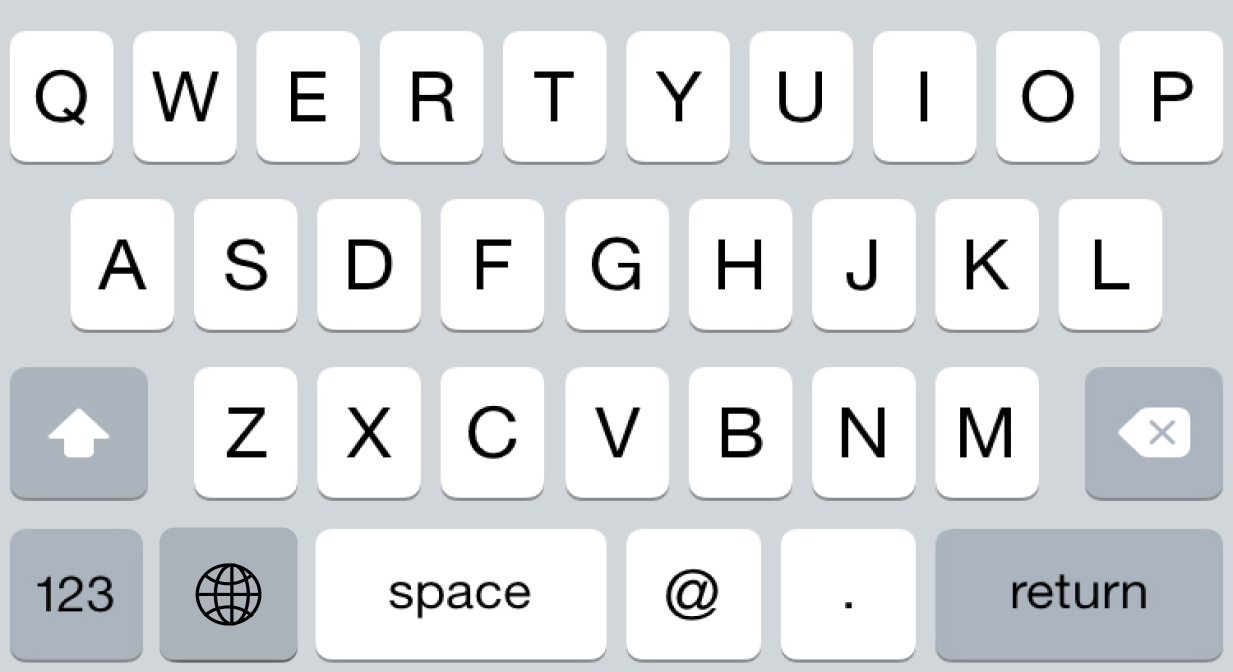 Q W E R T Y U I O P
A S D F G H J K L
Z X C V B N M
123 space @ . return